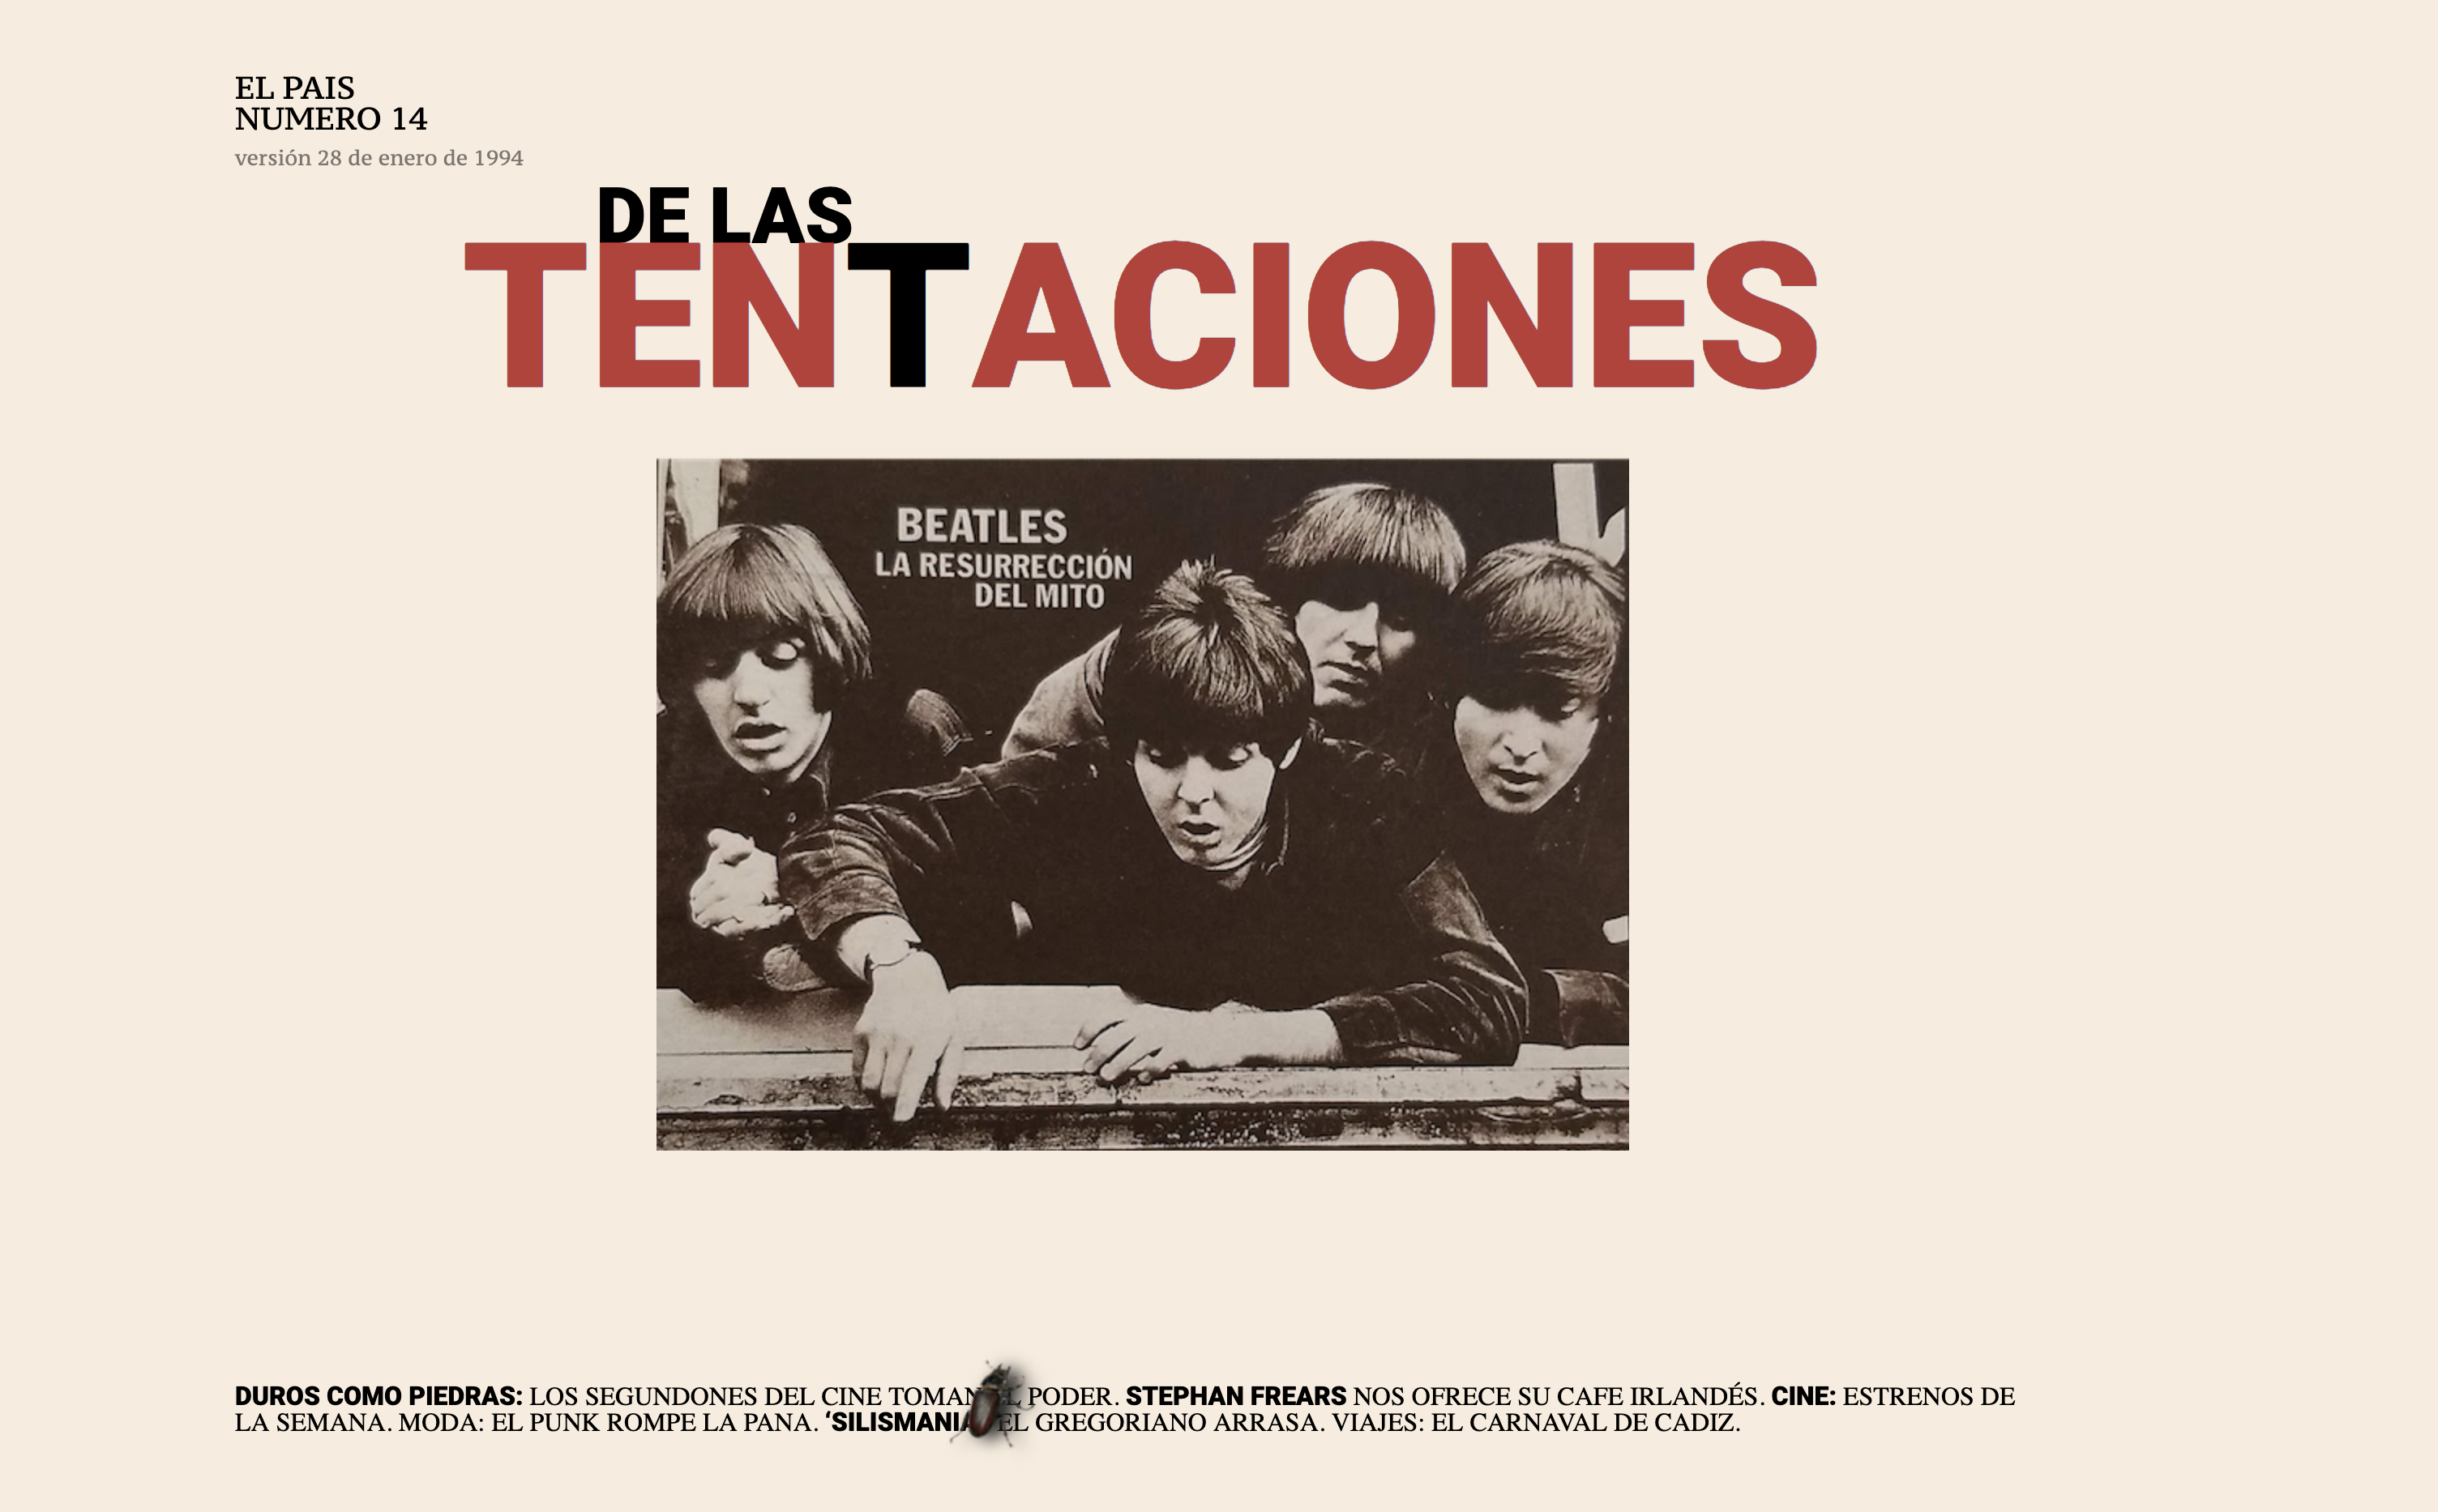 EL PAIS
NUMERO 14
versión 28 de enero de 1994
DE LAS
TENTACIONES
BEATLES
LA RESURRECCIÓN
DEL MITO
DUROS COMO PIEDRAS: LOS SEGUNDONES DEL CINE TOMAN EL PODER. STEPHAN FREARS NOS OFRECE SU CAFE IRLANDÉS. CINE: ESTRENOS DE
LA SEMANA. MODA: EL PUNK ROMPE LA PANA. ‘SILISMANIA EL GREGORIANO ARRASA. VIAJES: EL CARNAVAL DE CADIZ.